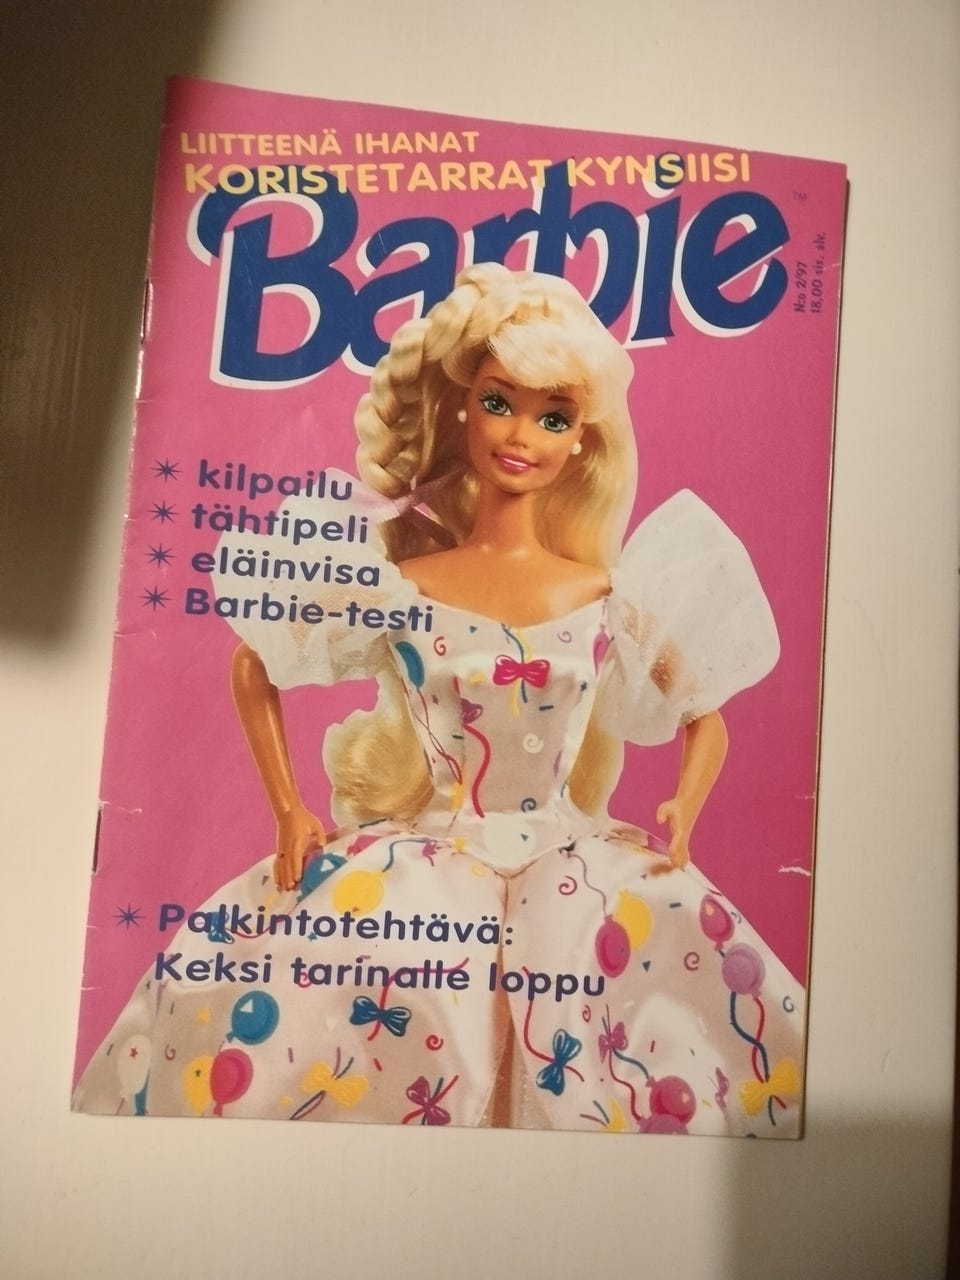 LIITTEENÄ IHANAT
KORISTETARRAT KYNSIISI
Barbie
TM
N:o 2/97
18,00 sis. alv.
* kilpailu
* tähtipeli
* eläinvisa
* Barbie-testi
* Palkintotehtävä:
Keksi tarinalle loppu